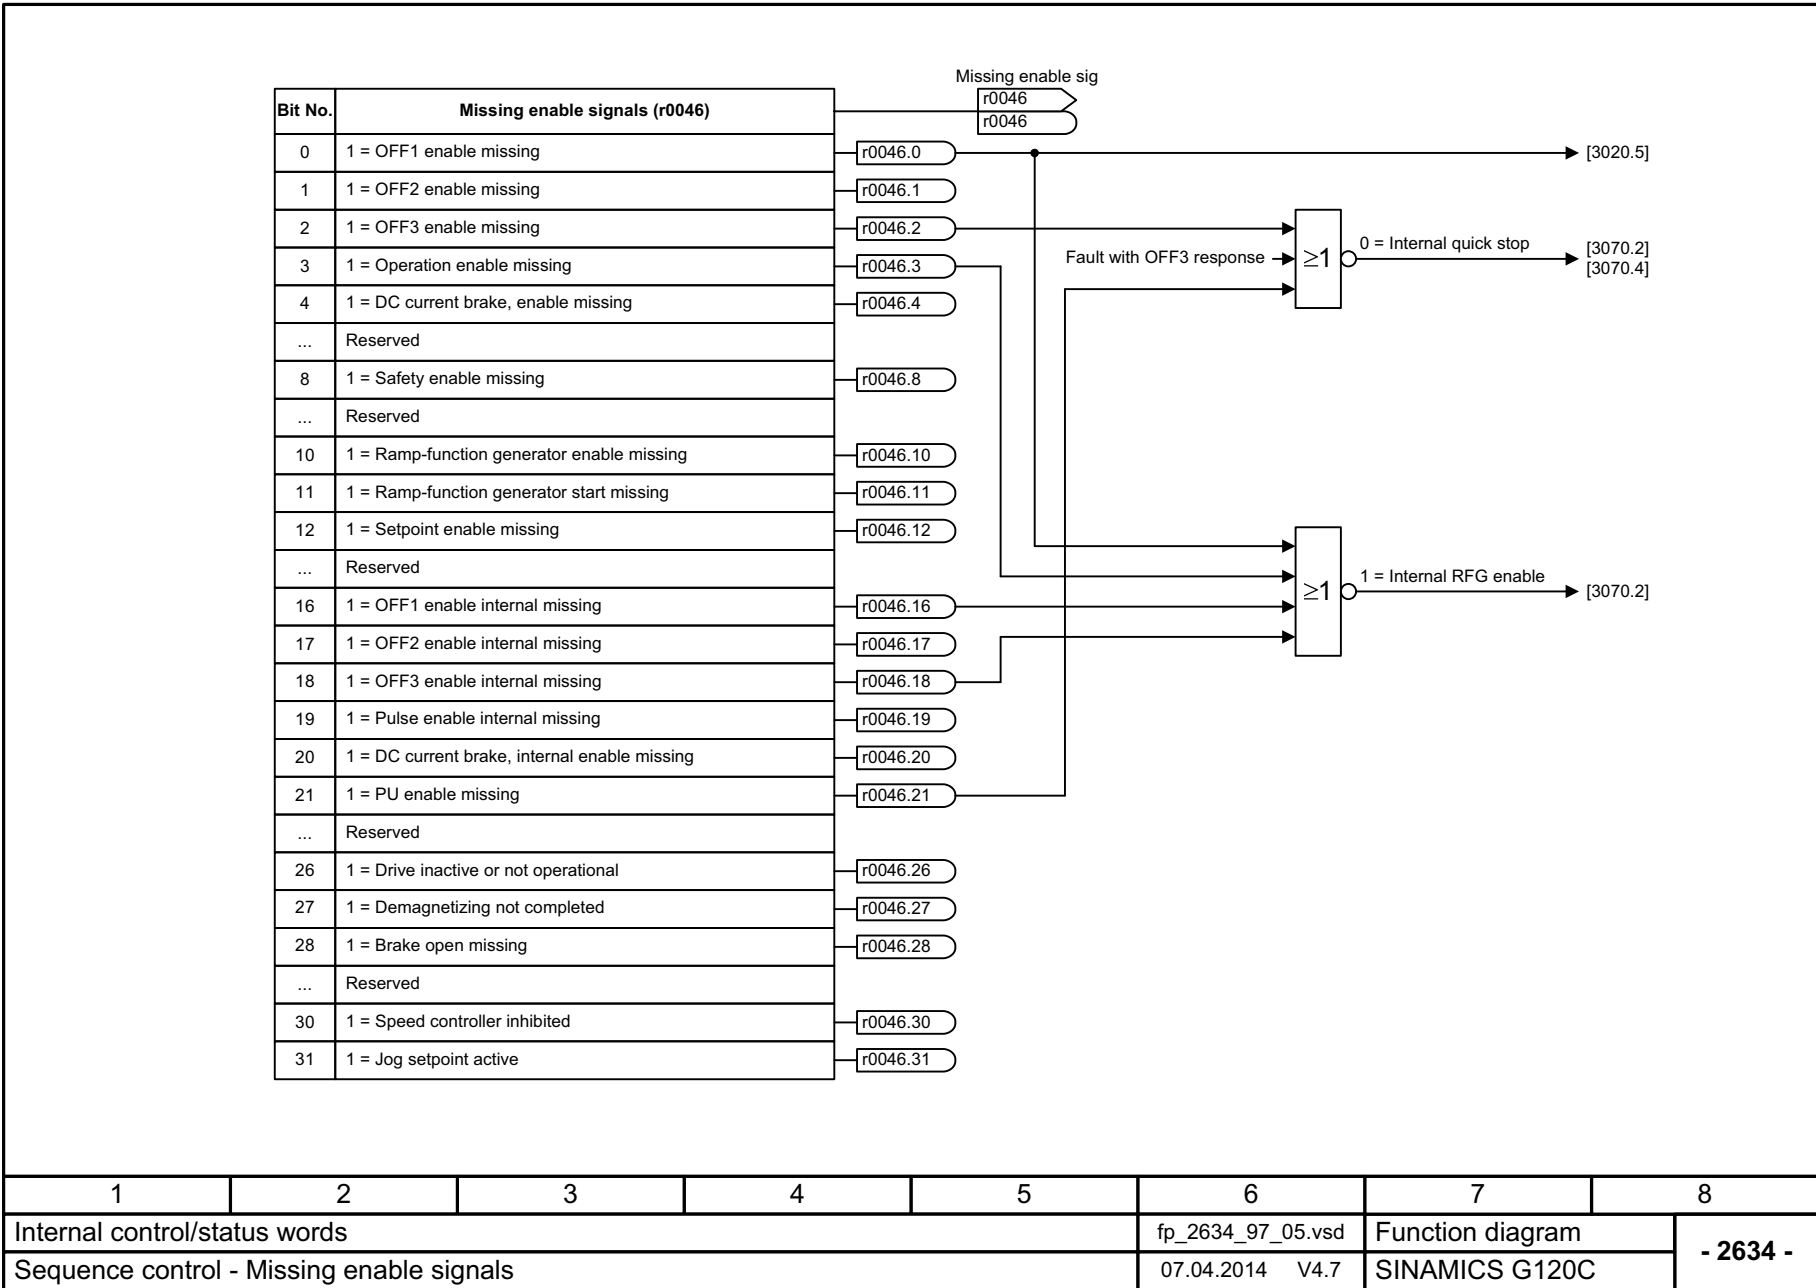 Missing enable sig
r0046
r0046
Bit No. Missing enable signals (r0046)
0 1 = OFF1 enable missing r0046.0 [3020.5]
1 1 = OFF2 enable missing r0046.1
2 1 = OFF3 enable missing r0046.2
0 = Internal quick stop
3 1 = Operation enable missing r0046.3 Fault with OFF3 response ≥1 [3070.2]
[3070.4]
4 1 = DC current brake, enable missing r0046.4
... Reserved
8 1 = Safety enable missing r0046.8
... Reserved
10 1 = Ramp-function generator enable missing r0046.10
11 1 = Ramp-function generator start missing r0046.11
12 1 = Setpoint enable missing r0046.12
... Reserved
1 = Internal RFG enable
≥1 [3070.2]
16 1 = OFF1 enable internal missing r0046.16
17 1 = OFF2 enable internal missing r0046.17
18 1 = OFF3 enable internal missing r0046.18
19 1 = Pulse enable internal missing r0046.19
20 1 = DC current brake, internal enable missing r0046.20
21 1 = PU enable missing r0046.21
... Reserved
26 1 = Drive inactive or not operational r0046.26
27 1 = Demagnetizing not completed r0046.27
28 1 = Brake open missing r0046.28
... Reserved
30 1 = Speed controller inhibited r0046.30
31 1 = Jog setpoint active r0046.31
1 2 3 4 5 6 7 8
Internal control/status words fp_2634_97_05.vsd Function diagram - 2634 -
Sequence control - Missing enable signals 07.04.2014 V4.7 SINAMICS G120C